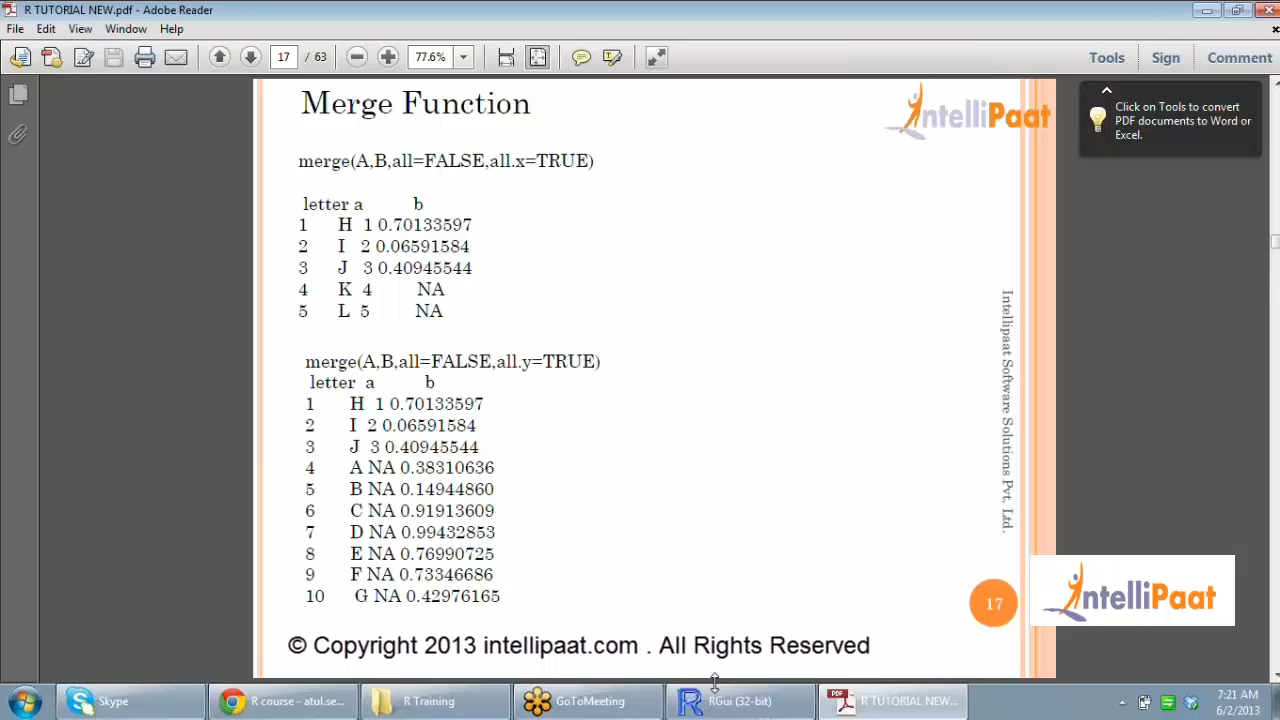 R TUTORIAL NEW.pdf - Adobe Reader
File Edit View Window Help
17 / 63 77.6% Tools Sign Comment
Merge Function
IntelliPaat
Click on Tools to convert
PDF documents to Word or
Excel.
merge(A,B,all=FALSE,all.x=TRUE)
letter a b
1 H 1 0.70133597
2 I 2 0.06591584
3 J 3 0.40945544
4 K 4 NA
5 L 5 NA
merge(A,B,all=FALSE,all.y=TRUE)
letter a b
1 H 1 0.70133597
2 I 2 0.06591584
3 J 3 0.40945544
4 A NA 0.38310636
5 B NA 0.14944860
6 C NA 0.91913609
7 D NA 0.99432853
8 E NA 0.76990725
9 F NA 0.73346686
10 G NA 0.42976165
Intellipaat Software Solutions Pvt. Ltd.
17
IntelliPaat
© Copyright 2013 intellipaat.com . All Rights Reserved
Skype R course - atul.se... R Training GoToMeeting RGui (32-bit) R TUTORIAL NEW...
7:21 AM
6/2/2013